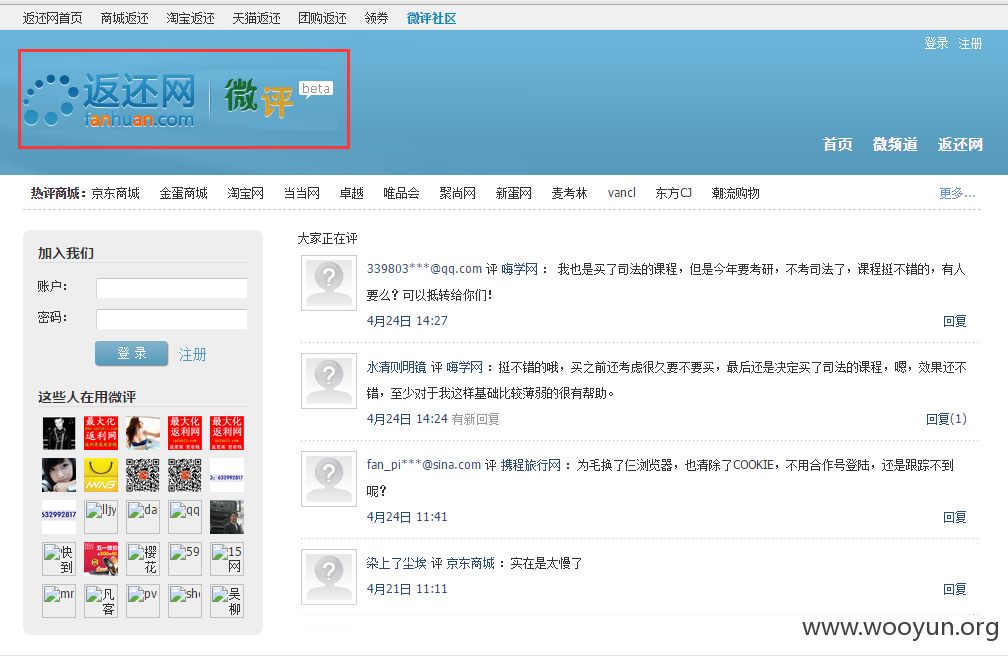 返还网首页 商城返还 淘宝返还 天猫返还 团购返还 领券 微评社区
登录 注册
返还网 微评 beta
fanhuan.com
首页 微频道 返还网
热评商城： 京东商城 金蛋商城 淘宝网 当当网 卓越 唯品会 聚尚网 新蛋网 麦考林 vancl 东方CJ 潮流购物 更多...
加入我们
账户：
密码：
登 录 注册
这些人在用微评
最大化
返利网
最大化
返利网
最大化
返利网
MING
632992817
632992817
lljy
da
qq
快到
樱花
59
15网
mr
凡客
pv
sh
吴柳
大家正在评
339803***@qq.com 评 嗨学网 ： 我也是买了司法的课程，但是今年要考研，不考司法了，课程挺不错的，有人
要么？可以抵转给你们！
4月24日 14:27 回复
水清则明镜 评 嗨学网 ：挺不错的哦，买之前还考虑很久要不要买，最后还是决定买了司法的课程，嗯，效果还不
错，至少对于我这样基础比较薄弱的很有帮助。
4月24日 14:24 有新回复 回复(1)
fan_pi***@sina.com 评 携程旅行网 ：为毛换了仨浏览器，也清除了COOKIE，不用合作号登陆，还是跟踪不到
呢？
4月24日 11:41 回复
染上了尘埃 评 京东商城 ：实在是太慢了
4月21日 11:11 回复
www.wooyun.org